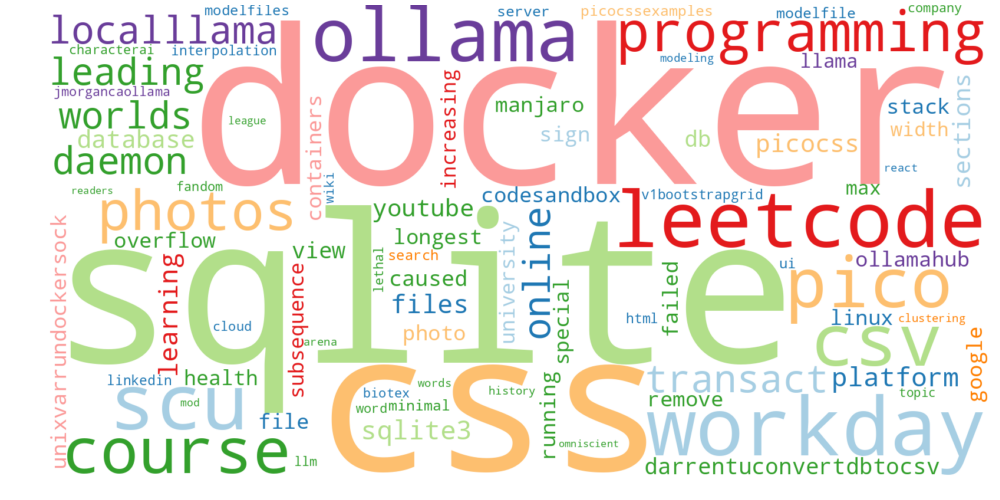 modelfiles
server
picocssexamples
modelfile
company
localllama
ollama
programming
characterai
interpolation
docker
modeling
llama
leading
jmorgancaollama
worlds
database
daemon
league
containers
increasing
manjaro
sign
db
picocss
stack
width
sections
react
readers
fandom
wiki
photos
codesandbox
v1bootstrapgrid
max
leetcode
youtube
overflow
view
longest
search
lethal
caused
files
university
online
special
ollamahub
ui
pico
unixvarrundockersock
learning
subsequence
sqlite
cloud
photo
html
failed
linux
clustering
csv
arena
google
linkedin
health
scu
mod
file
css
biotex
words
history
word
minimal
sqlite3
omniscient
running
transact
platform
remove
topic
workday
course
llm
darrentuconvertdbtocsv